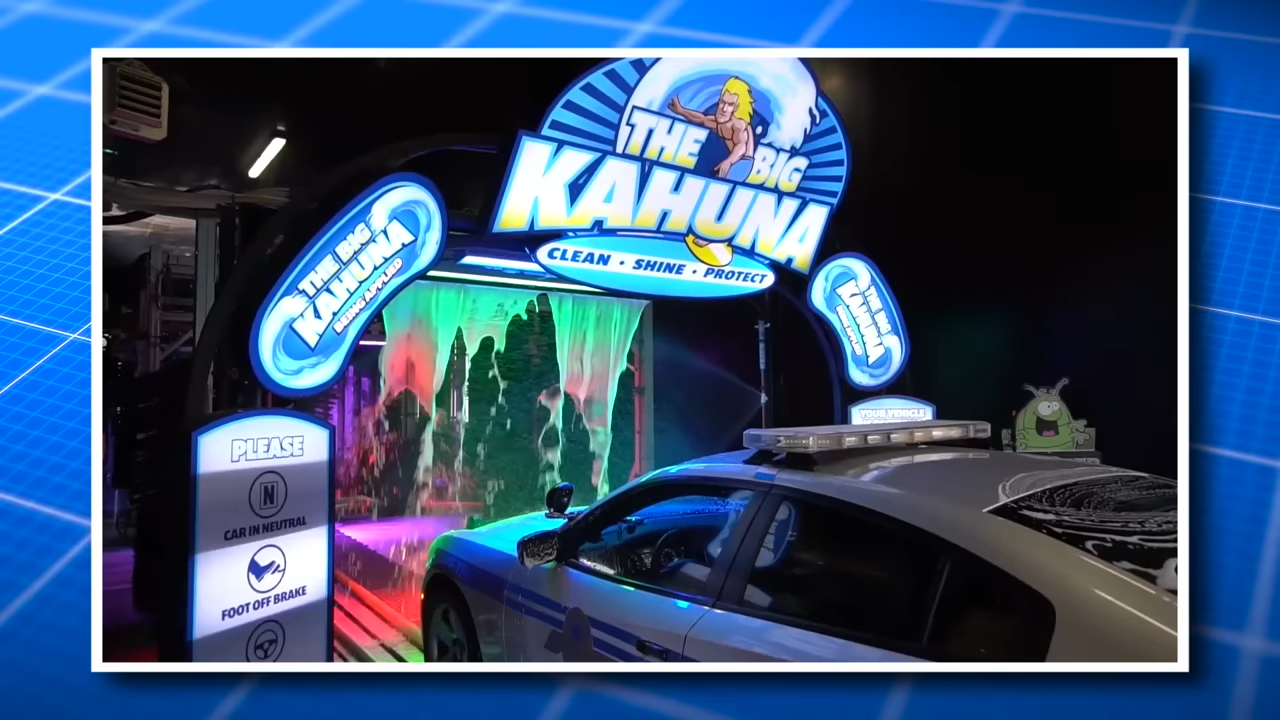 THE BIG
KAHUNA
CLEAN · SHINE · PROTECT
THE BIG
KAHUNA
BEING APPLIED
THE BIG
KAHUNA
YOUR VEHICLE
PLEASE
N
CAR IN NEUTRAL
FOOT OFF BRAKE